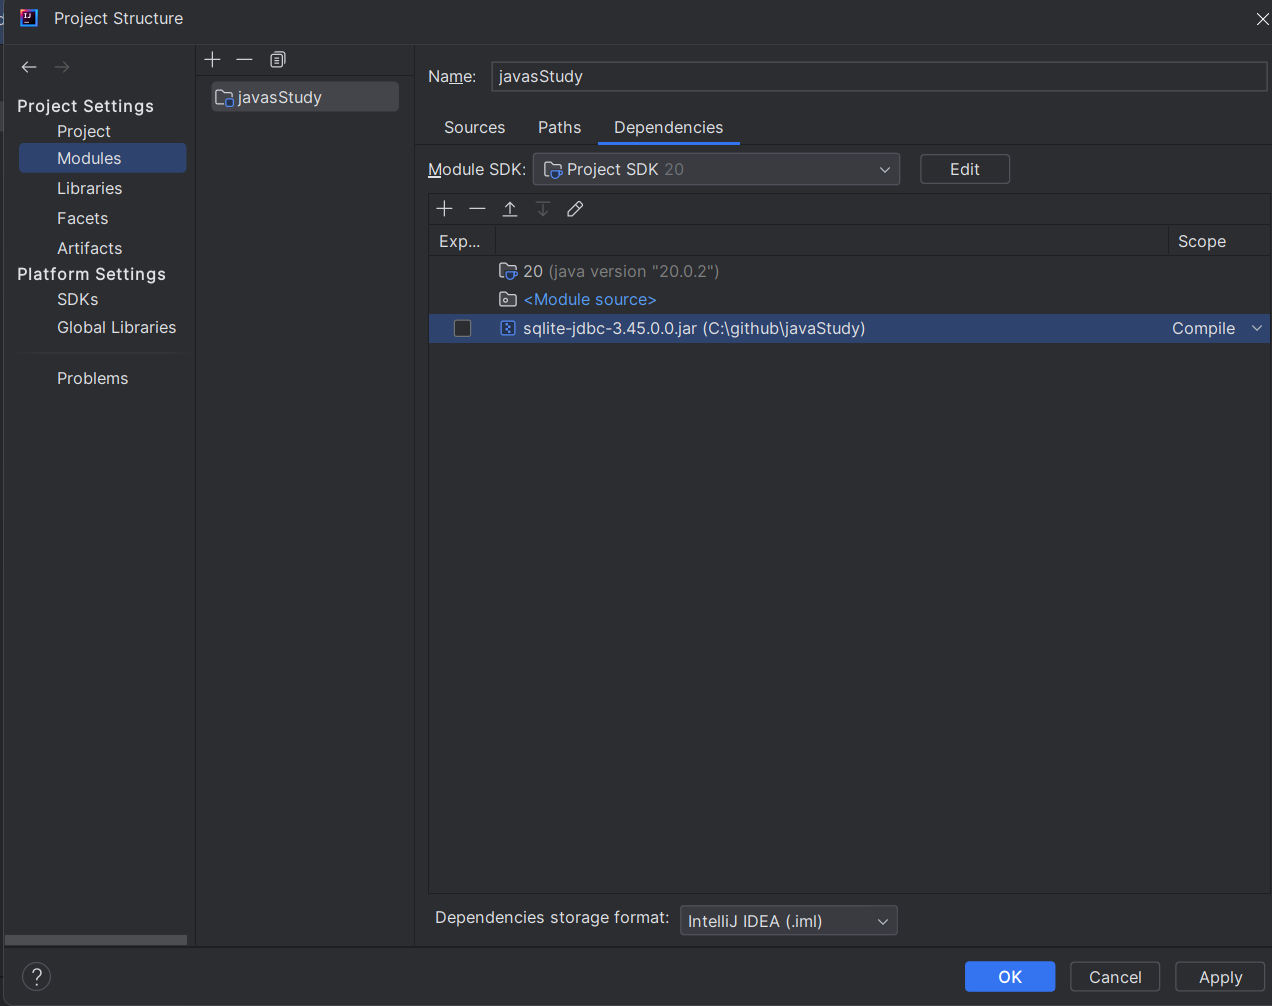 Project Structure
Project Settings
Project
Modules
Libraries
Facets
Artifacts
Platform Settings
SDKs
Global Libraries
Problems
javasStudy
Name: javasStudy
Sources Paths Dependencies
Module SDK: Project SDK 20 Edit
Exp... Scope
20 (java version "20.0.2")
<Module source>
sqlite-jdbc-3.45.0.0.jar (C:\github\javaStudy) Compile
Dependencies storage format: IntelliJ IDEA (.iml)
? OK Cancel Apply